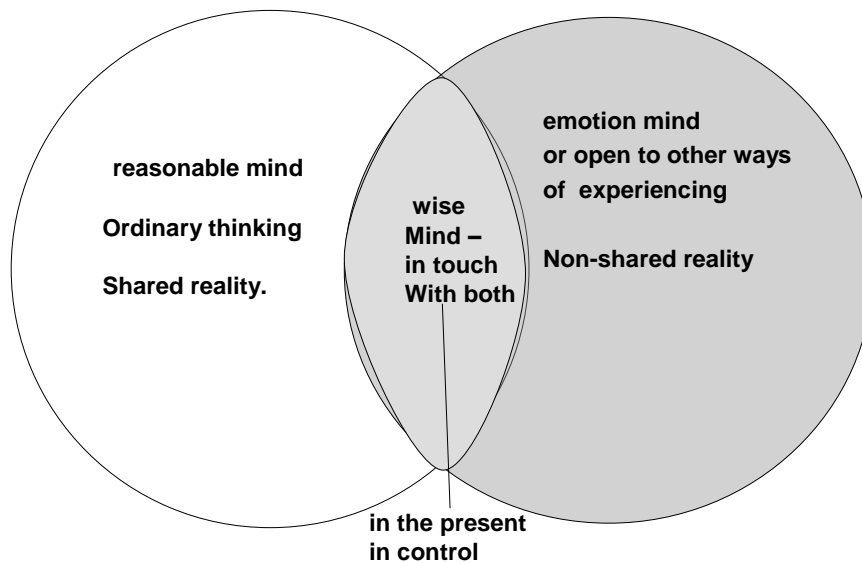 reasonable mind
Ordinary thinking
Shared reality.
wise
Mind –
in touch
With both
emotion mind
or open to other ways
of experiencing
Non-shared reality
in the present
in control